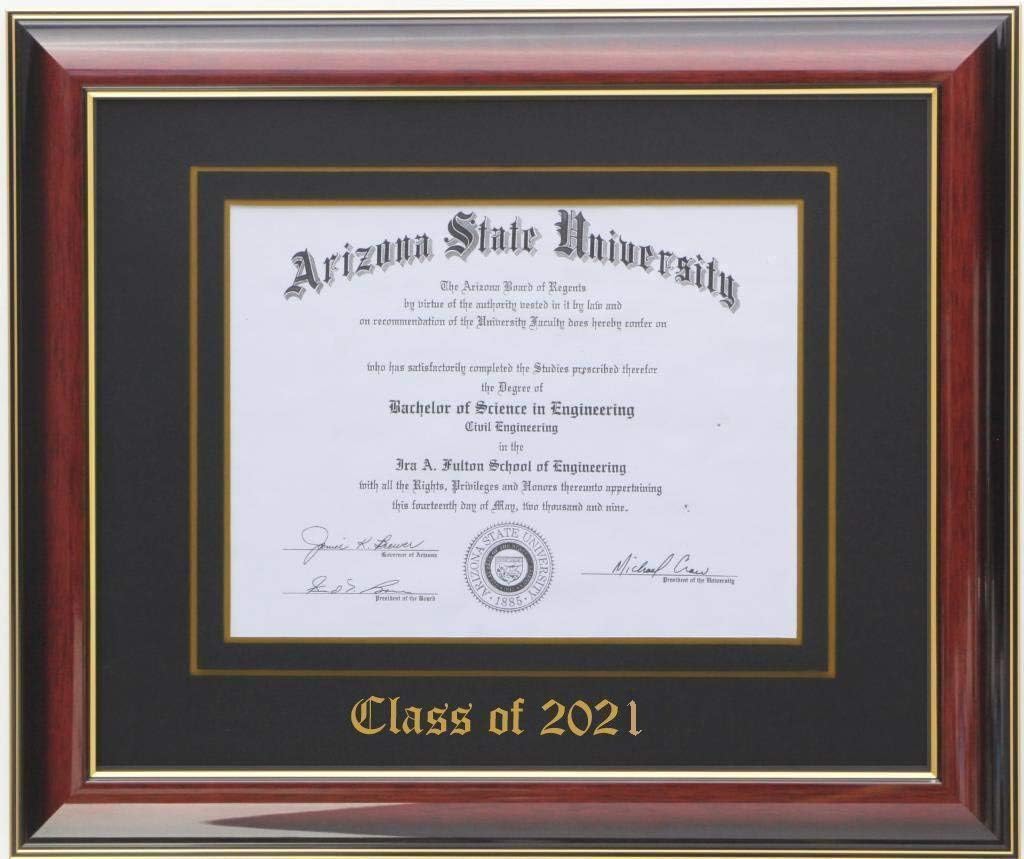 Arizona State University
The Arizona Board of Regents
by virtue of the authority vested in it by law and
on recommendation of the University Faculty does hereby confer on
who has satisfactorily completed the Studies prescribed therefor
the Degree of
Bachelor of Science in Engineering
Civil Engineering
in the
Ira A. Fulton School of Engineering
with all the Rights, Privileges and Honors thereunto appertaining
this fourteenth day of May, two thousand and nine.
Janice K. Brewer
Governor of Arizona
President of the Board
ARIZONA STATE UNIVERSITY
1885
Michael Crow
President of the University
Class of 2021